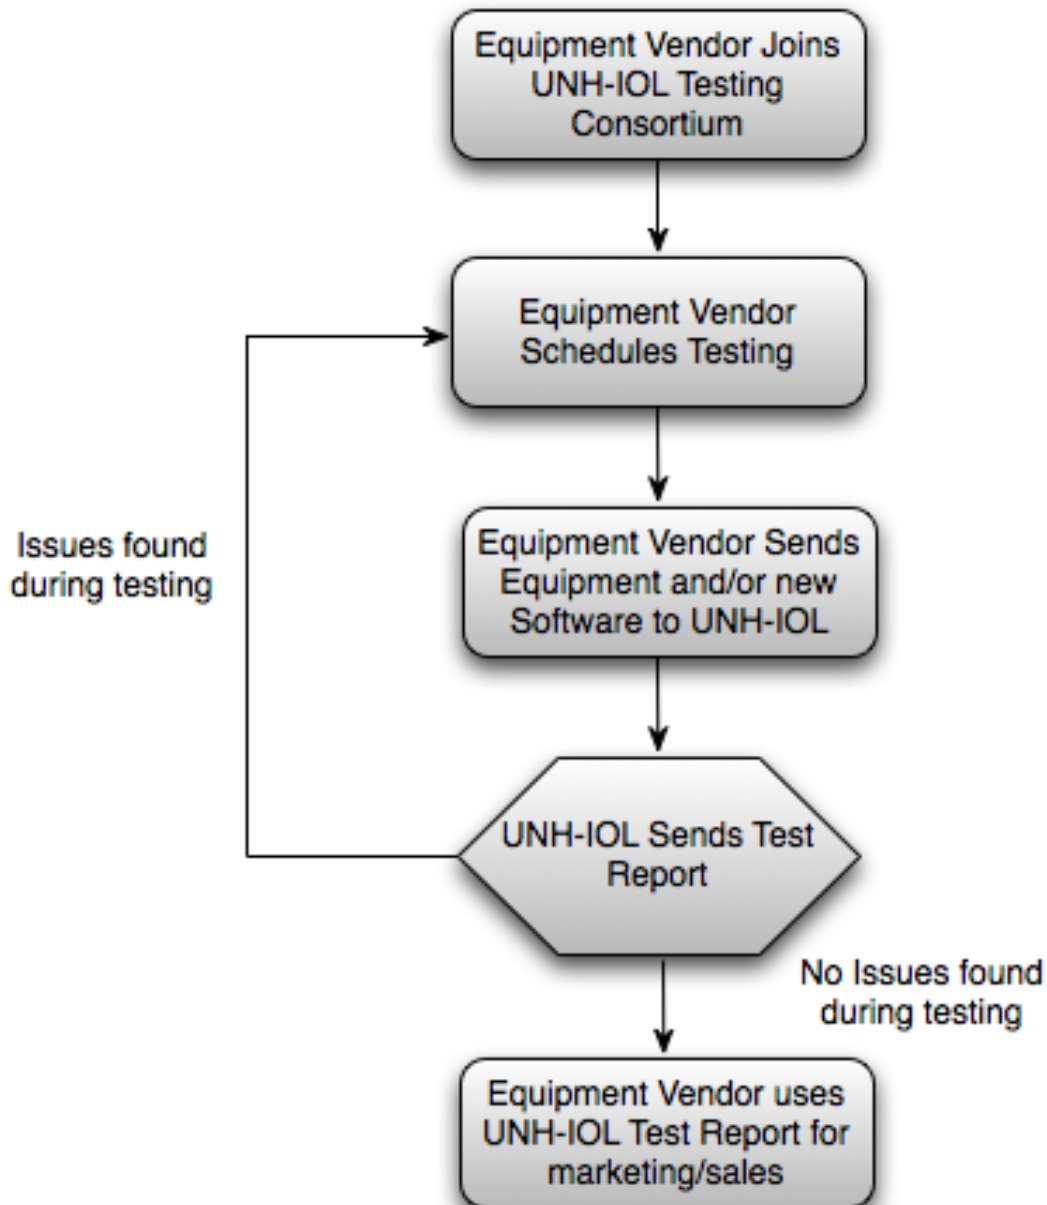 Equipment Vendor Joins
UNH-IOL Testing
Consortium
Equipment Vendor
Schedules Testing
Issues found
during testing
Equipment Vendor Sends
Equipment and/or new
Software to UNH-IOL
UNH-IOL Sends Test
Report
No Issues found
during testing
Equipment Vendor uses
UNH-IOL Test Report for
marketing/sales